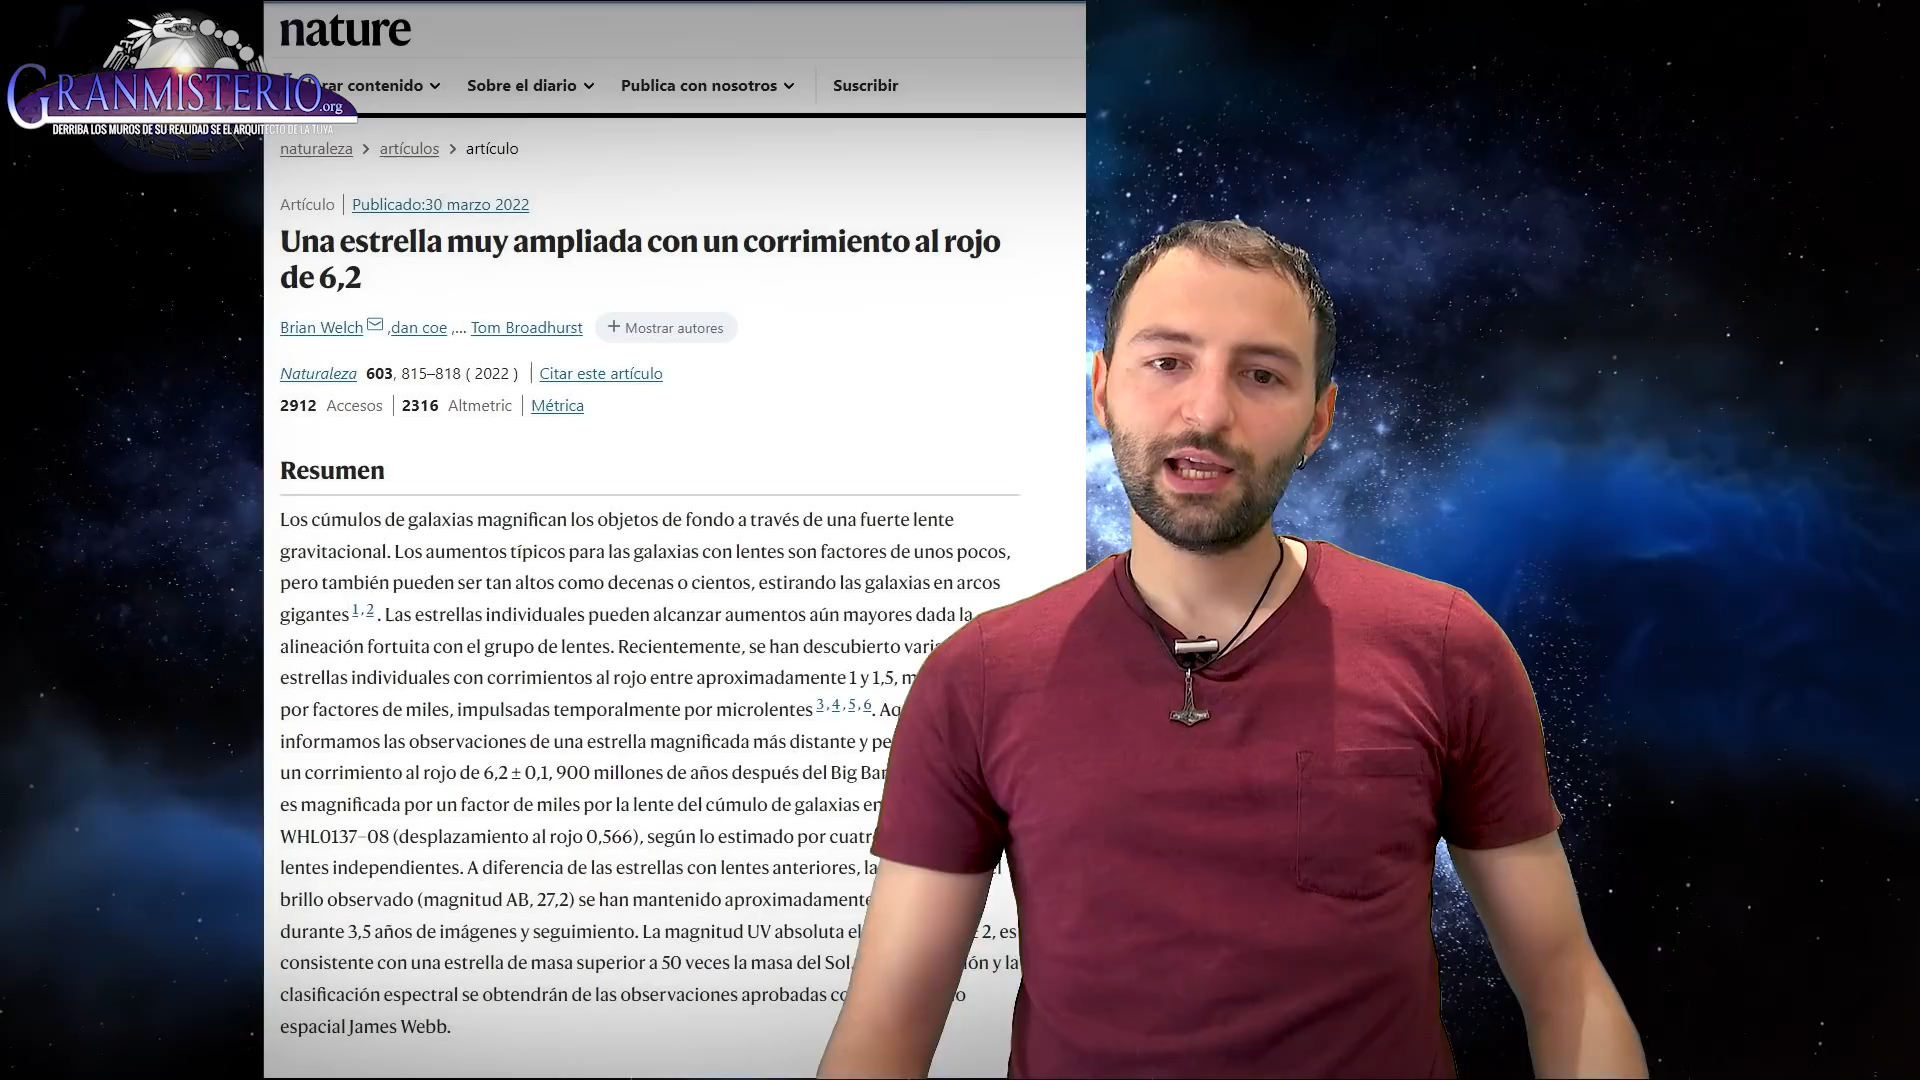 nature
GRANMISTERIO.org
DERRIBA LOS MUROS DE SU REALIDAD SE EL ARQUITECTO DE LA TUYA
rar contenido Sobre el diario Publica con nosotros Suscribir
naturaleza > artículos > artículo
Artículo | Publicado:30 marzo 2022
Una estrella muy ampliada con un corrimiento al rojo
de 6,2
Brian Welch ,dan coe ,... Tom Broadhurst + Mostrar autores
Naturaleza 603, 815–818 ( 2022 ) | Citar este artículo
2912 Accesos | 2316 Altmetric | Métrica
Resumen
Los cúmulos de galaxias magnifican los objetos de fondo a través de una fuerte lente
gravitacional. Los aumentos típicos para las galaxias con lentes son factores de unos pocos,
pero también pueden ser tan altos como decenas o cientos, estirando las galaxias en arcos
gigantes 1,2 . Las estrellas individuales pueden alcanzar aumentos aún mayores dada la
alineación fortuita con el grupo de lentes. Recientemente, se han descubierto
estrellas individuales con corrimientos al rojo entre aproximadamente 1 y 1,5,
por factores de miles, impulsadas temporalmente por microlentes 3,4,5,6.
informamos las observaciones de una estrella magnificada más distante y
un corrimiento al rojo de 6,2 ± 0,1, 900 millones de años después del Big
es magnificada por un factor de miles por la lente del cúmulo de galaxias
WHL0137–08 (desplazamiento al rojo 0,566), según lo estimado por
lentes independientes. A diferencia de las estrellas con lentes anteriores,
brillo observado (magnitud AB, 27,2) se han mantenido aproximadamente
durante 3,5 años de imágenes y seguimiento. La magnitud UV absoluta 2, es
consistente con una estrella de masa superior a 50 veces la masa del Sol. y la
clasificación espectral se obtendrán de las observaciones aprobadas
espacial James Webb.